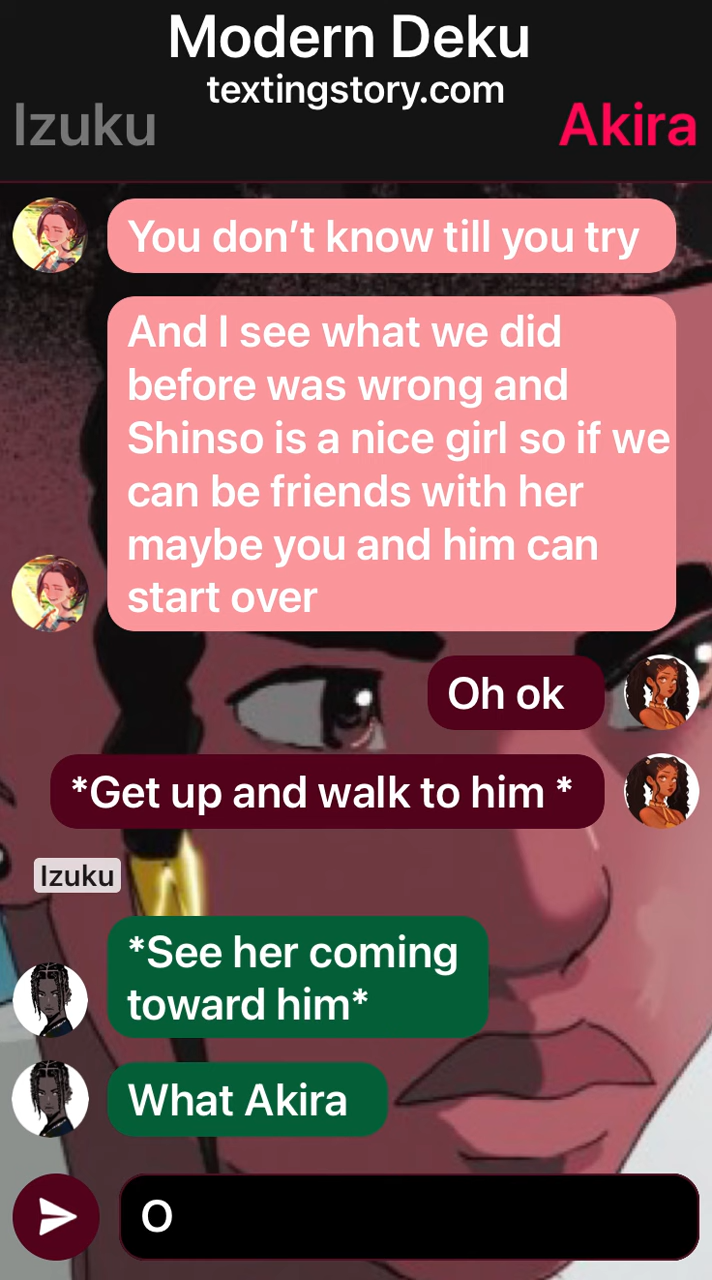 Modern Deku
textingstory.com
Izuku
Akira
You don’t know till you try
And I see what we did
before was wrong and
Shinso is a nice girl so if we
can be friends with her
maybe you and him can
start over
Oh ok
*Get up and walk to him *
Izuku
*See her coming
toward him*
What Akira
O